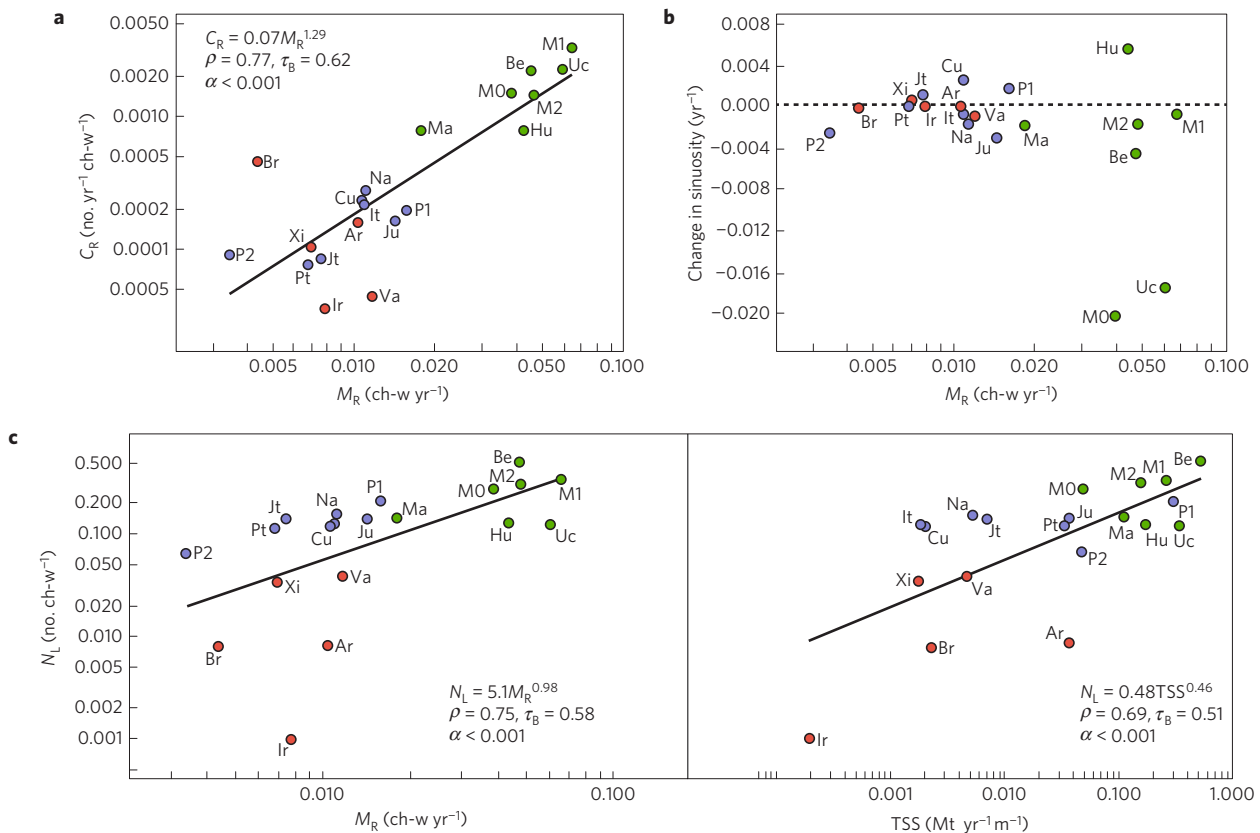 a
C_R = 0.07M_R^1.29
ρ = 0.77, τ_B = 0.62
α < 0.001
C_R (no. yr⁻¹ ch-w⁻¹)
0.0050
0.0020
0.0010
0.0005
0.0002
0.0001
0.0005
M1
Be
Uc
M0
M2
Ma
Hu
Br
Na
Cu
It
P1
Ar
Ju
Xi
P2
Jt
Pt
Ir
Va
0.005
0.010
0.020
0.050
0.100
M_R (ch-w yr⁻¹)
b
Change in sinuosity (yr⁻¹)
0.008
0.004
0.000
−0.004
−0.008
−0.012
−0.016
−0.020
Hu
Cu
Jt
P1
Xi
Ar
Br
Pt
Ir
It
Va
Na
Ju
Ma
M2
M1
P2
Be
Uc
M0
0.005
0.010
0.020
0.050
0.100
M_R (ch-w yr⁻¹)
c
N_L (no. ch-w⁻¹)
0.500
0.200
0.100
0.050
0.020
0.010
0.005
0.002
0.001
Be
M2
M0
M1
P1
Na
Jt
Ma
Pt
Cu
Ju
Hu
Uc
P2
Xi
Va
Br
Ar
Ir
N_L = 5.1M_R^0.98
ρ = 0.75, τ_B = 0.58
α < 0.001
0.010
0.100
M_R (ch-w yr⁻¹)
Be
M1
M2
M0
P1
Na
Ju
It
Cu
Jt
Pt
Ma
Hu
Uc
P2
Xi
Va
Br
Ar
Ir
N_L = 0.48TSS^0.46
ρ = 0.69, τ_B = 0.51
α < 0.001
0.001
0.010
0.100
1.000
TSS (Mt yr⁻¹ m⁻¹)